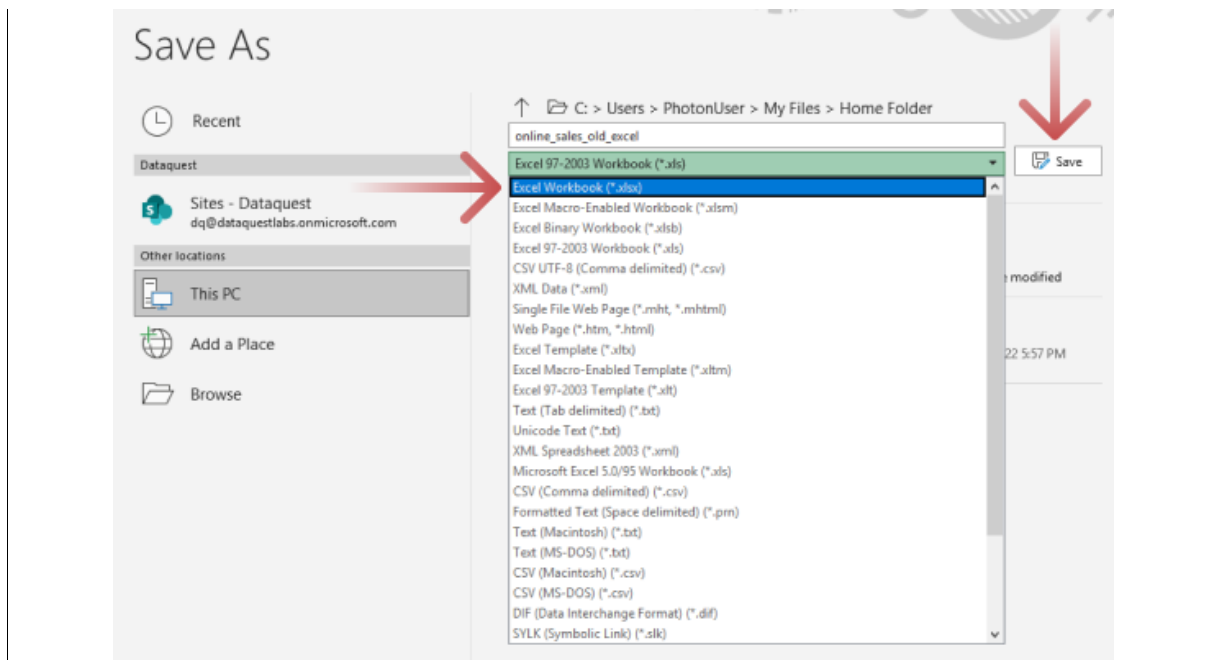 Save As
Recent
Dataquest
Sites - Dataquest
dq@dataquestlabs.onmicrosoft.com
Other locations
This PC
Add a Place
Browse
C: > Users > PhotonUser > My Files > Home Folder
online_sales_old_excel
Excel 97-2003 Workbook (*.xls)
Save
Excel Workbook (*.xlsx)
Excel Macro-Enabled Workbook (*.xlsm)
Excel Binary Workbook (*.xlsb)
Excel 97-2003 Workbook (*.xls)
CSV UTF-8 (Comma delimited) (*.csv)
XML Data (*.xml)
Single File Web Page (*.mht, *.mhtml)
Web Page (*.htm, *.html)
Excel Template (*.xltx)
Excel Macro-Enabled Template (*.xltm)
Excel 97-2003 Template (*.xlt)
Text (Tab delimited) (*.txt)
Unicode Text (*.txt)
XML Spreadsheet 2003 (*.xml)
Microsoft Excel 5.0/95 Workbook (*.xls)
CSV (Comma delimited) (*.csv)
Formatted Text (Space delimited) (*.prn)
Text (Macintosh) (*.txt)
Text (MS-DOS) (*.txt)
CSV (Macintosh) (*.csv)
CSV (MS-DOS) (*.csv)
DIF (Data Interchange Format) (*.dif)
SYLK (Symbolic Link) (*.slk)
modified
22 5:57 PM